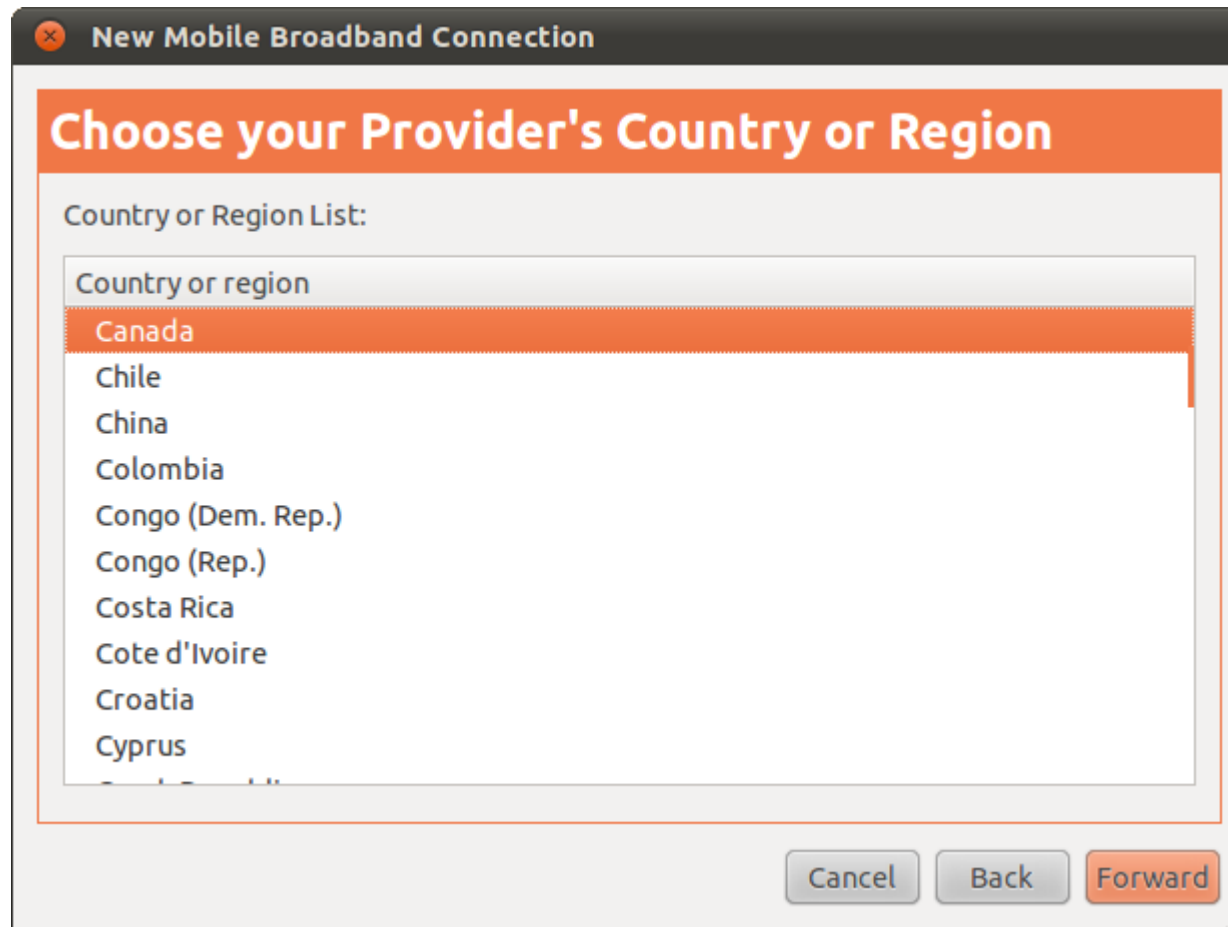 New Mobile Broadband Connection
Choose your Provider's Country or Region
Country or Region List:
Country or region
Canada
Chile
China
Colombia
Congo (Dem. Rep.)
Congo (Rep.)
Costa Rica
Cote d'Ivoire
Croatia
Cyprus
Cancel Back Forward